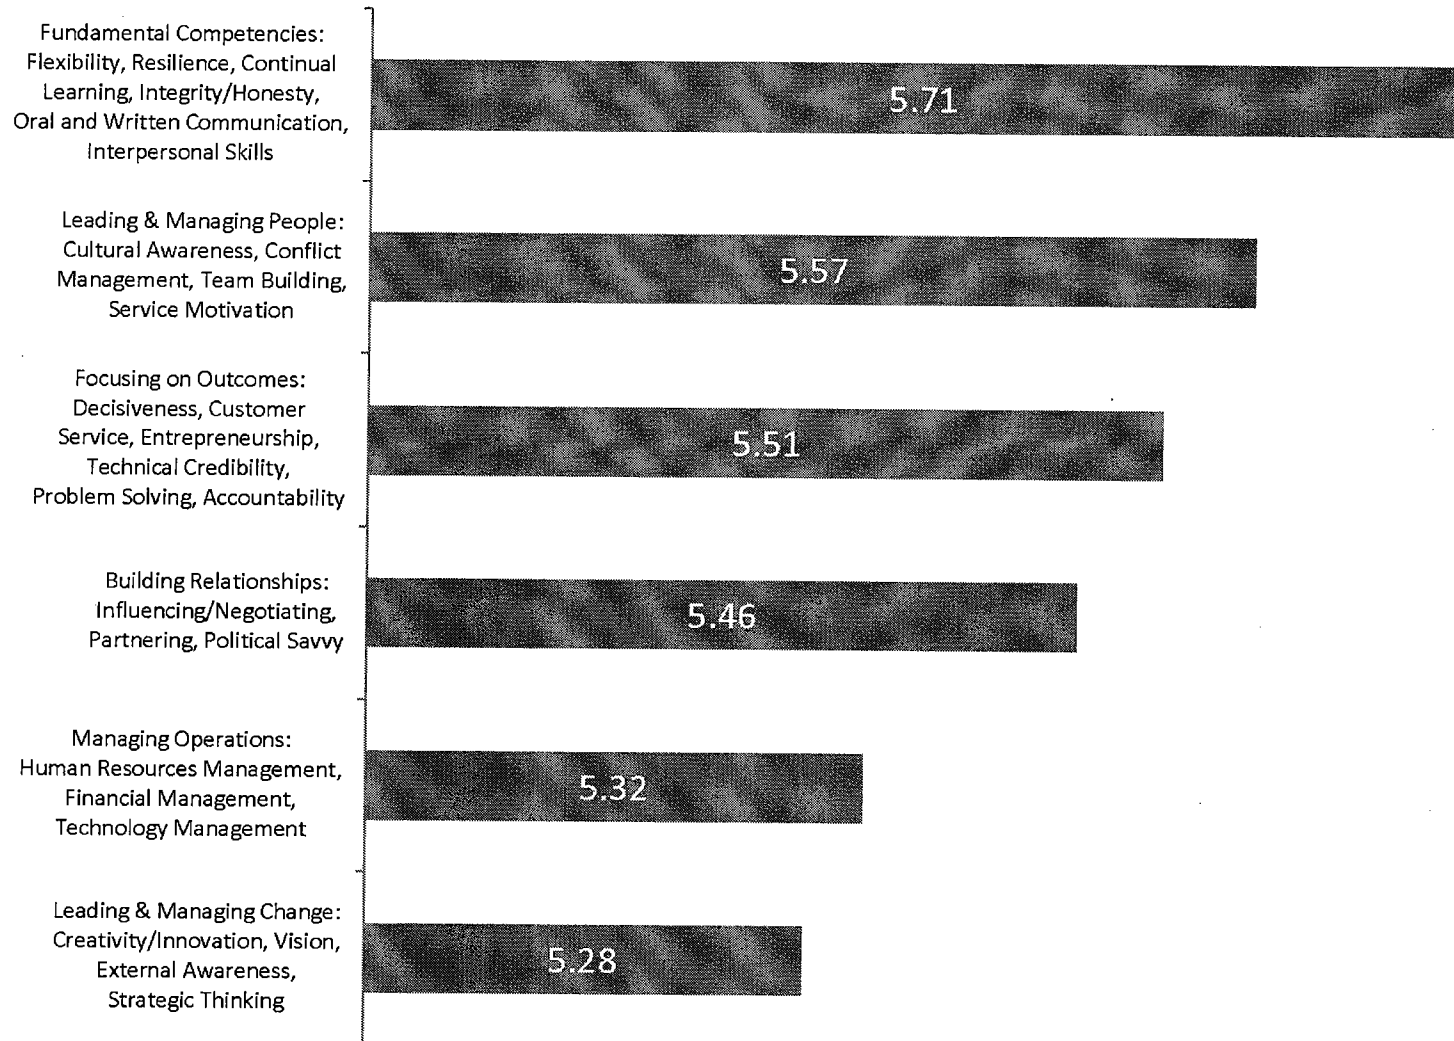 Fundamental Competencies:
Flexibility, Resilience, Continual
Learning, Integrity/Honesty,
Oral and Written Communication,
Interpersonal Skills
5.71
Leading & Managing People:
Cultural Awareness, Conflict
Management, Team Building,
Service Motivation
5.57
Focusing on Outcomes:
Decisiveness, Customer
Service, Entrepreneurship,
Technical Credibility,
Problem Solving, Accountability
5.51
Building Relationships:
Influencing/Negotiating,
Partnering, Political Savvy
5.46
Managing Operations:
Human Resources Management,
Financial Management,
Technology Management
5.32
Leading & Managing Change:
Creativity/Innovation, Vision,
External Awareness,
Strategic Thinking
5.28